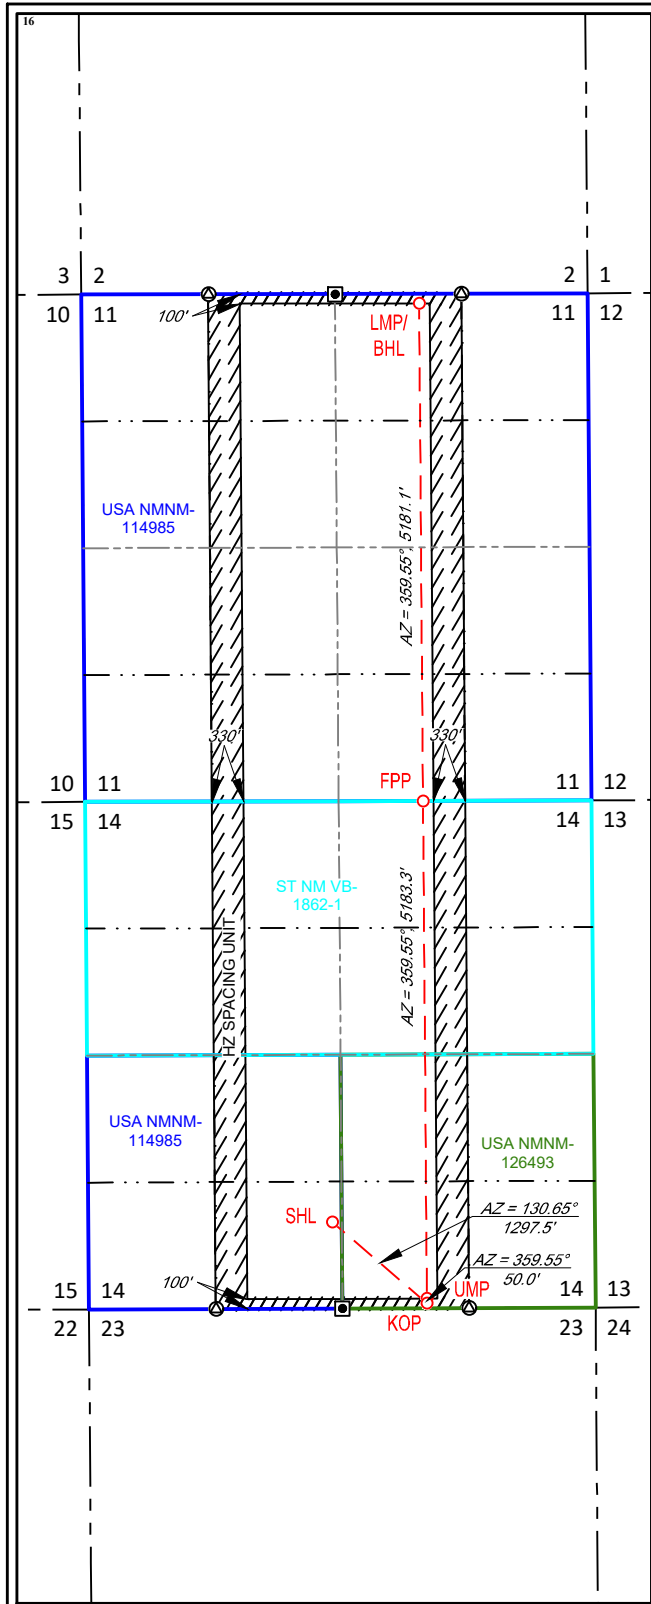 16
3 2
2 1
10 11
11 12
100'
LMP/
BHL
USA NMNM-
114985
AZ = 359.55°, 5181.1'
330'
330'
FPP
10 11
11 12
15 14
14 13
ST NM VB-
1862-1
AZ = 359.55°, 5183.3'
HZ SPACING UNIT
USA NMNM-
114985
USA NMNM-
126493
SHL
AZ = 130.65°
1297.5'
AZ = 359.55°
50.0'
100'
UMP
KOP
15 14
14 13
22 23
23 24